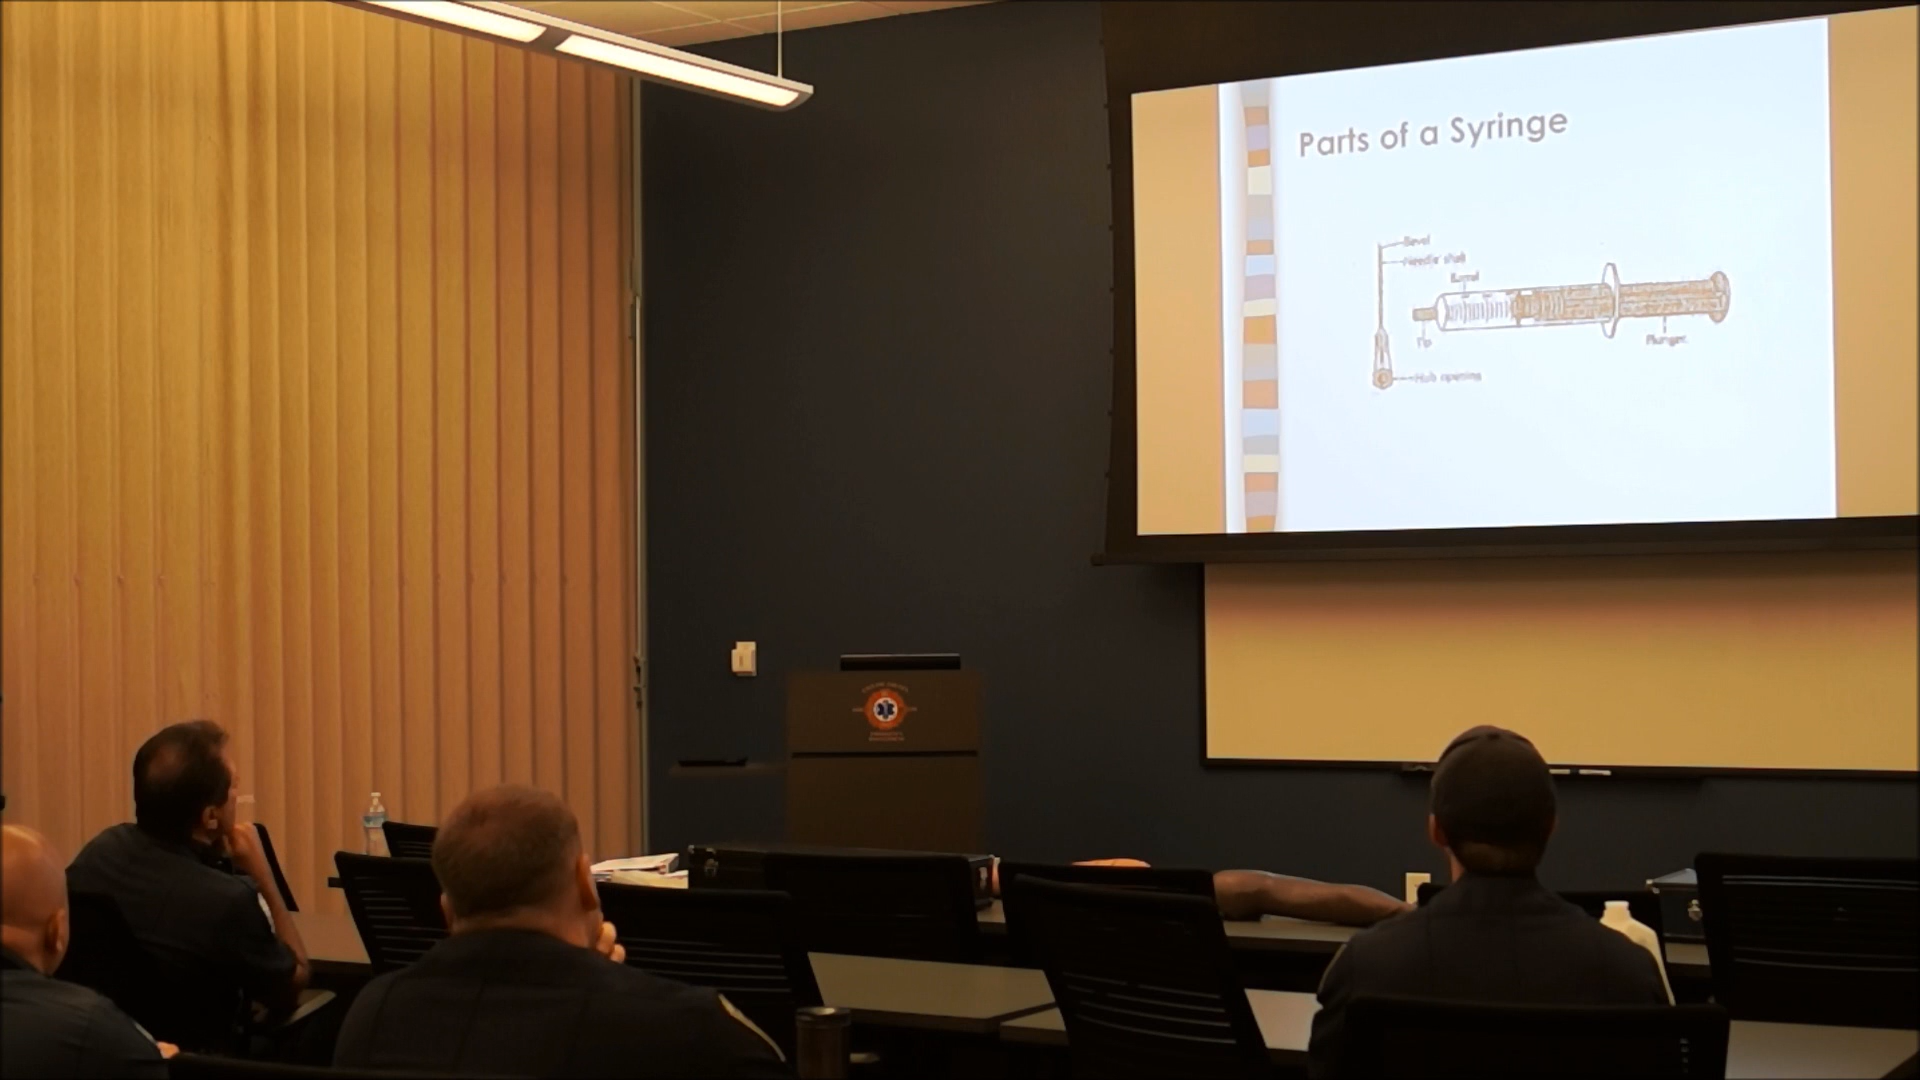 Parts of a Syringe
Bevel
Needle shaft
Barrel
Tip
Plunger
Hub opening